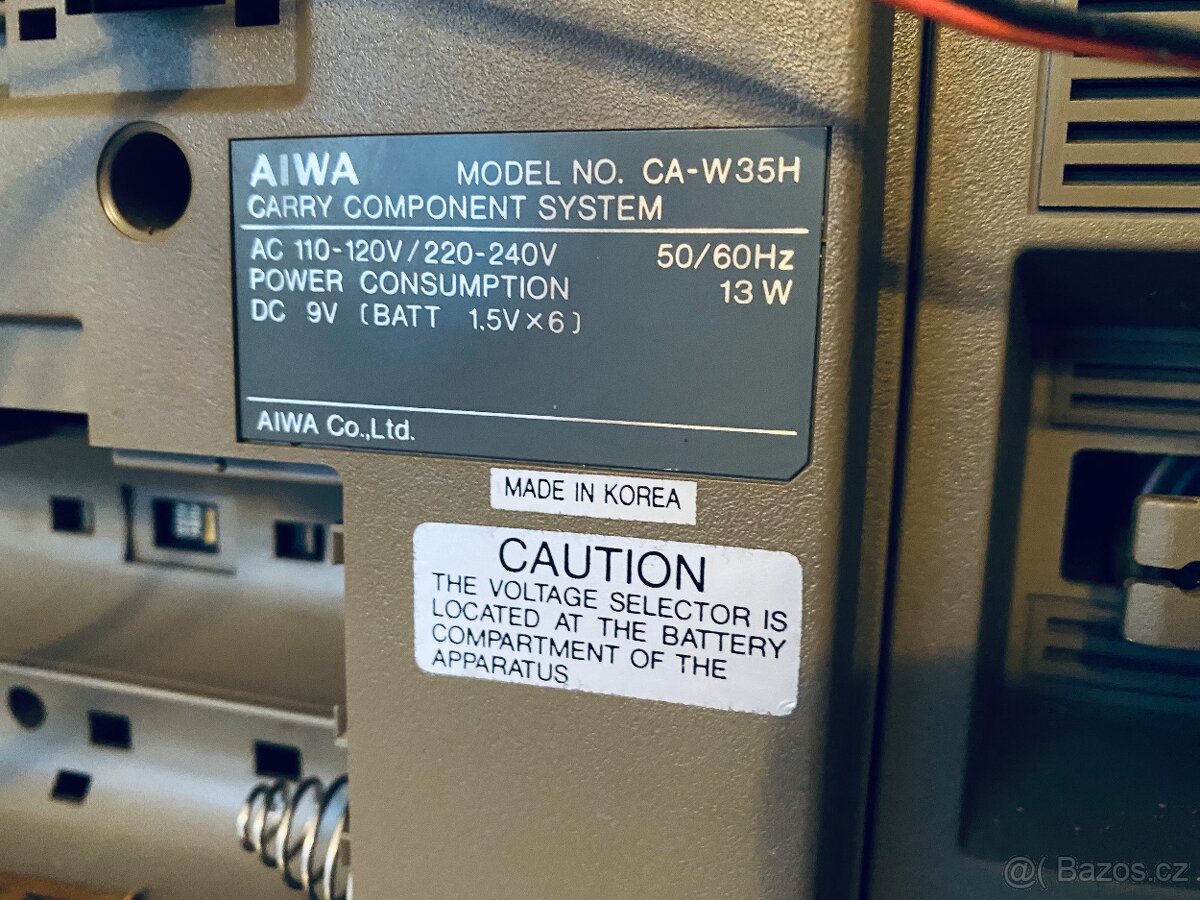 AIWA MODEL NO. CA-W35H
CARRY COMPONENT SYSTEM
AC 110-120V/220-240V 50/60Hz
POWER CONSUMPTION 13 W
DC 9V (BATT 1.5V×6)
AIWA Co.,Ltd.
MADE IN KOREA
CAUTION
THE VOLTAGE SELECTOR IS
LOCATED AT THE BATTERY
COMPARTMENT OF THE
APPARATUS
@( Bazos.cz